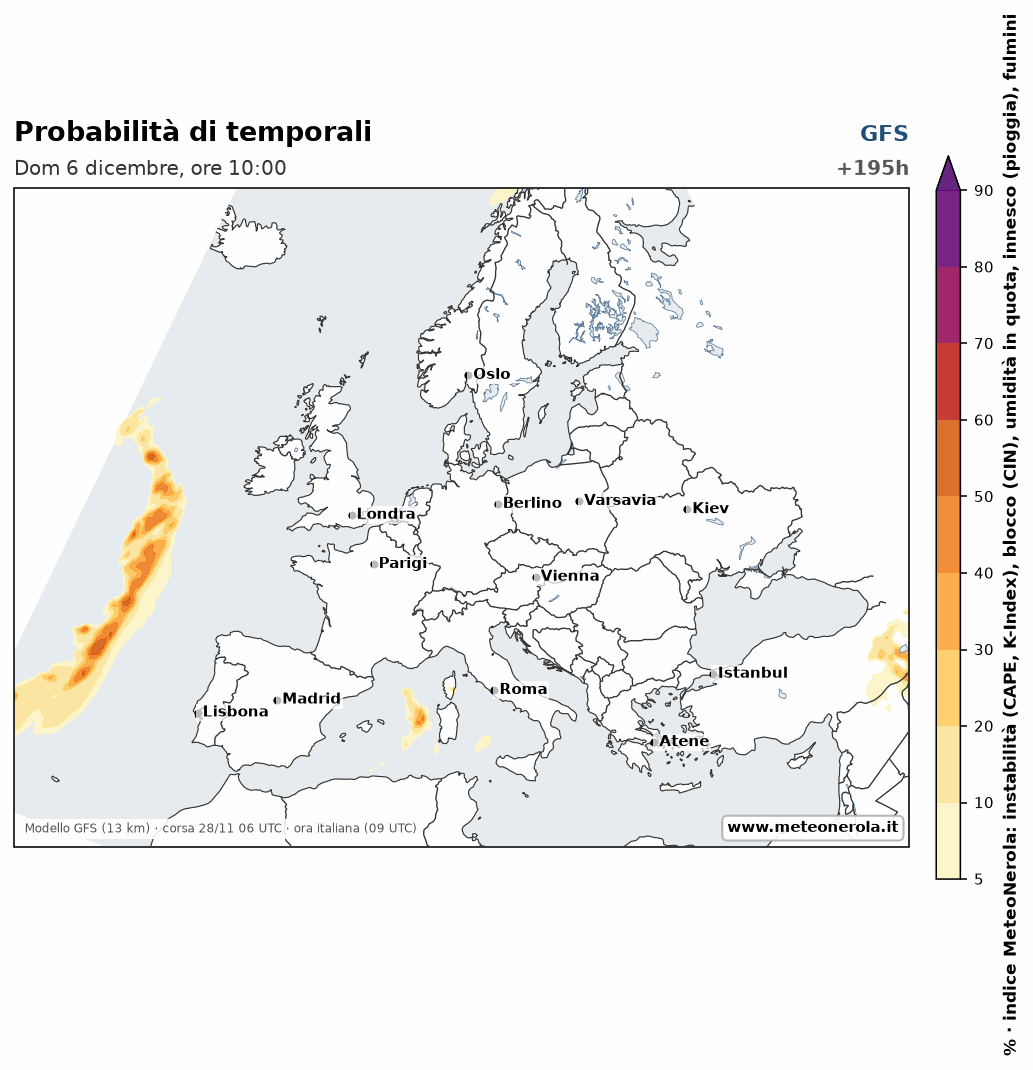 Probabilità di temporali
GFS
Dom 6 dicembre, ore 10:00
+195h
Oslo
Londra
Berlino
Varsavia
Kiev
Parigi
Vienna
Madrid
Lisbona
Roma
Istanbul
Atene
Modello GFS (13 km) · corsa 28/11 06 UTC · ora italiana (09 UTC)
www.meteonerola.it
90
80
70
60
50
40
30
20
10
5
% · indice MeteoNerola: instabilità (CAPE, K-Index), blocco (CIN), umidità in quota, innesco (pioggia), fulmini